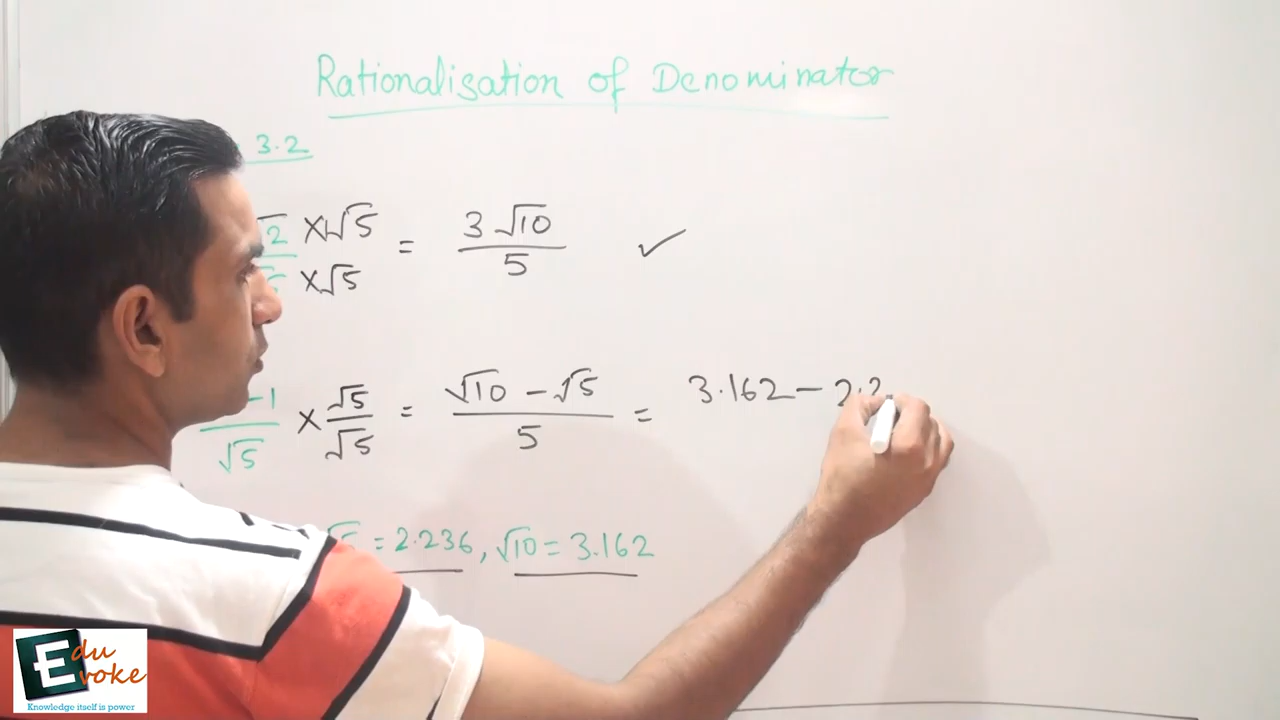 Rationalisation of Denominator
3.2
√2 × √5 = 3√10
× √5 5
-1 × √5 = √10 - √5 = 3.162 - 2.2
√5 √5 5
√5 = 2.236, √10 = 3.162
Edu
Evoke
Knowledge itself is power